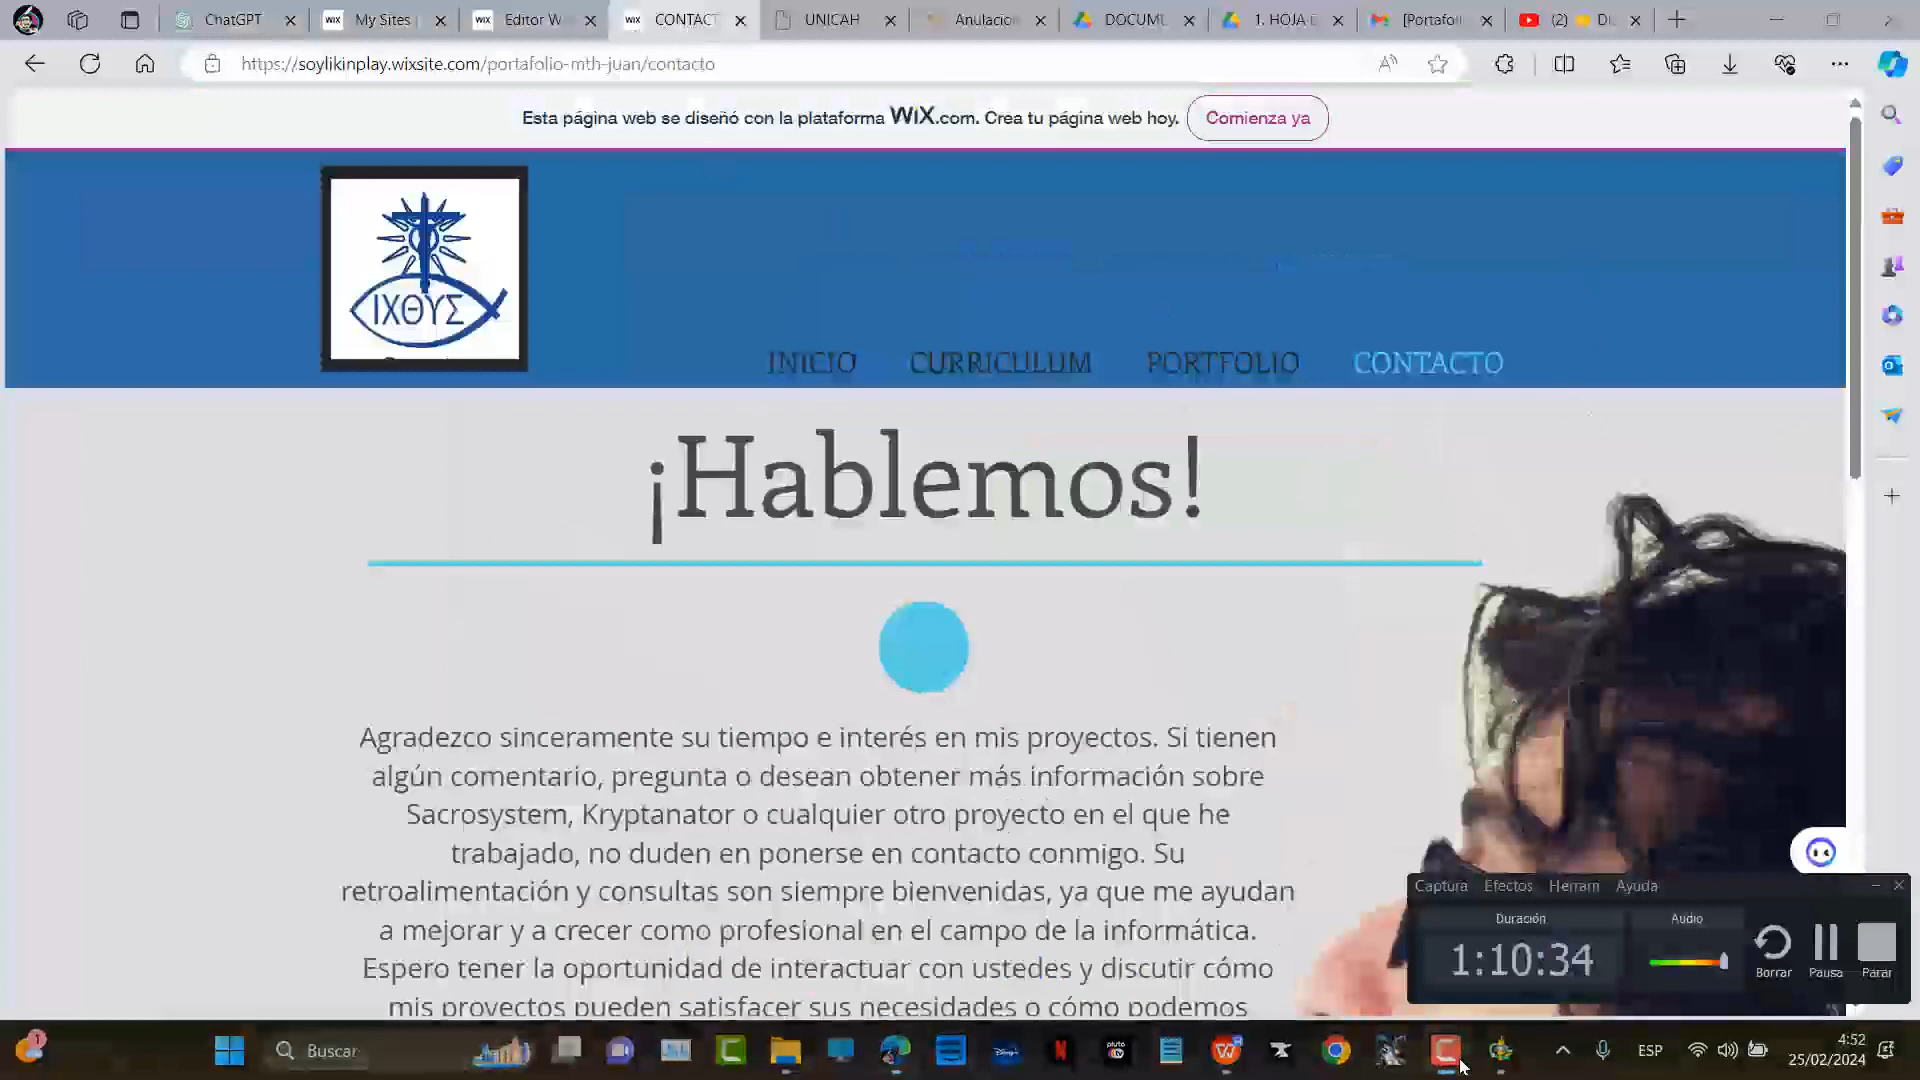 ChatGPT
My Sites
Editor W
CONTACT
UNICAH
Anulacio
DOCUM
1. HOJA
[Portafol
(2)
https://soylikinplay.wixsite.com/portafolio-mth-juan/contacto
Esta página web se diseñó con la plataforma WiX.com. Crea tu página web hoy.
Comienza ya
ΙΧΘΥΣ
INICIO
CURRICULUM
PORTFOLIO
CONTACTO
¡Hablemos!
Agradezco sinceramente su tiempo e interés en mis proyectos. Si tienen
algún comentario, pregunta o desean obtener más información sobre
Sacrosystem, Kryptanator o cualquier otro proyecto en el que he
trabajado, no duden en ponerse en contacto conmigo. Su
retroalimentación y consultas son siempre bienvenidas, ya que me ayudan
a mejorar y a crecer como profesional en el campo de la informática.
Espero tener la oportunidad de interactuar con ustedes y discutir cómo
mis proyectos pueden satisfacer sus necesidades o cómo podemos
Captura Efectos Herram Ayuda
Duración
Audio
1:10:34
Borrar
Pausa
Parar
1
Buscar
ESP
4:52
25/02/2024